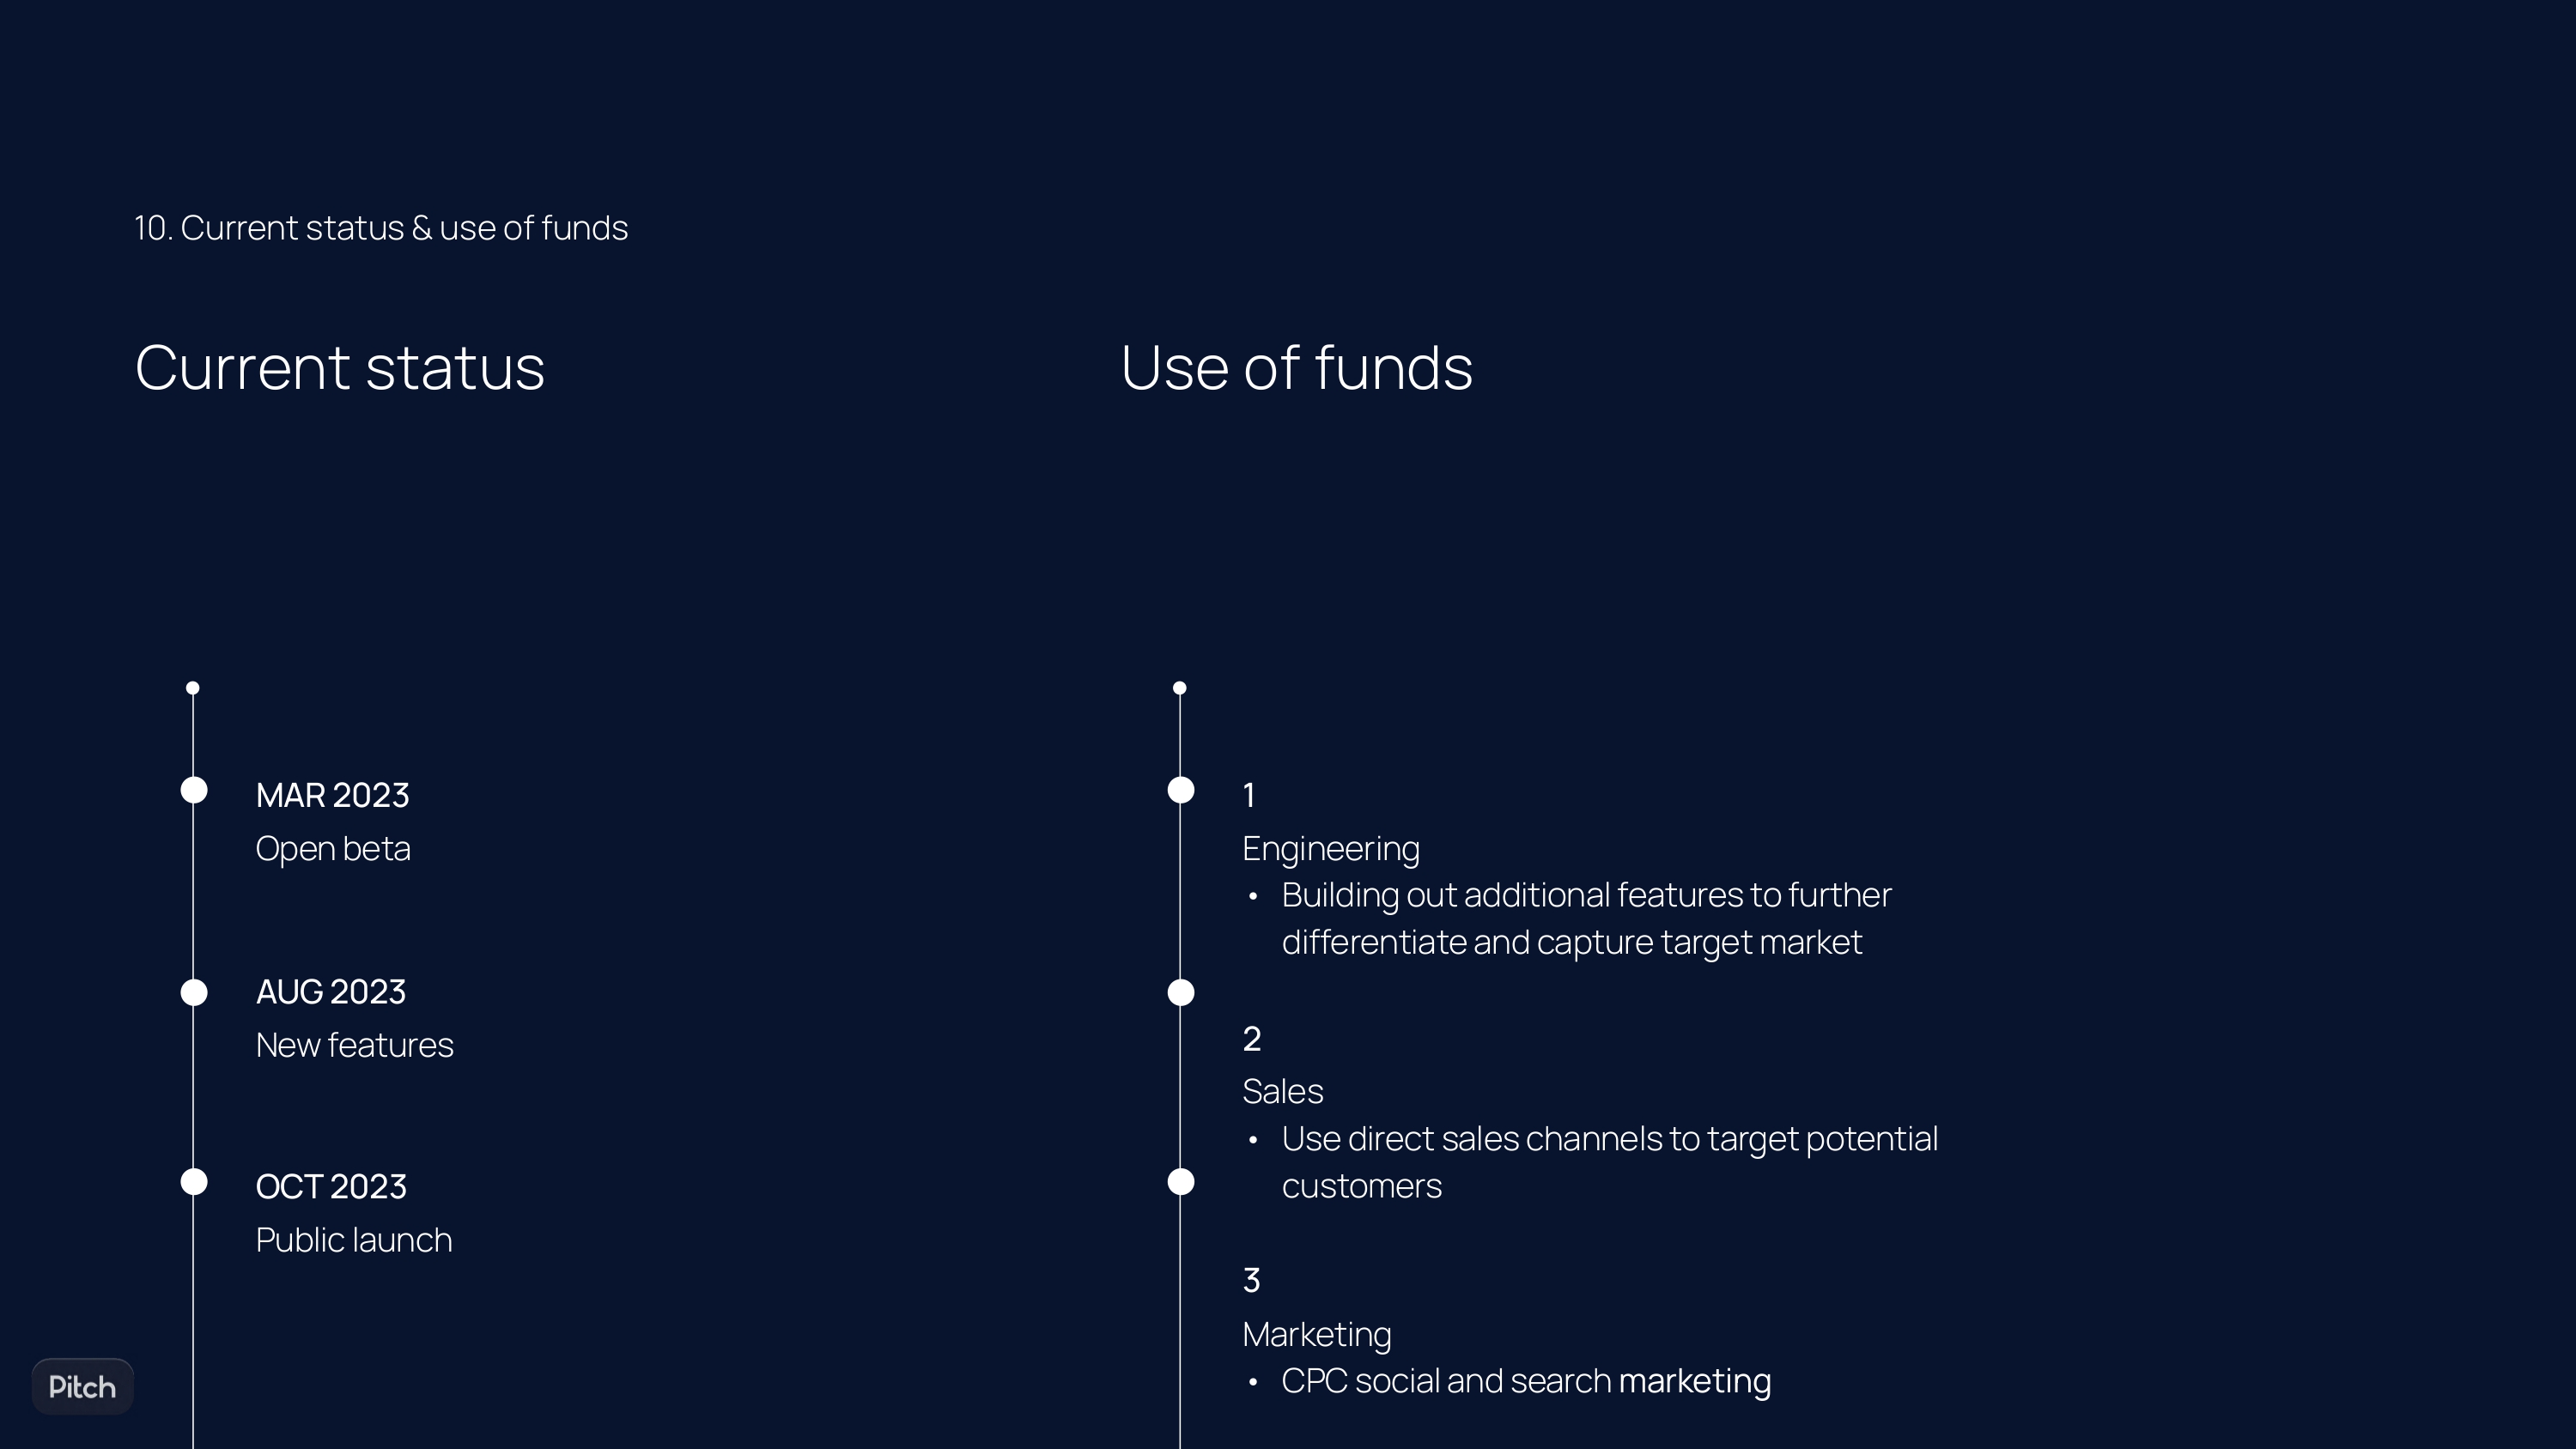 10. Current status & use of funds
Current status
MAR 2023
Open beta
AUG 2023
New features
OCT 2023
Public launch
Use of funds
1
Engineering
• Building out additional features to further
differentiate and capture target market
2
Sales
• Use direct sales channels to target potential
customers
3
Marketing
• CPC social and search marketing
Pitch